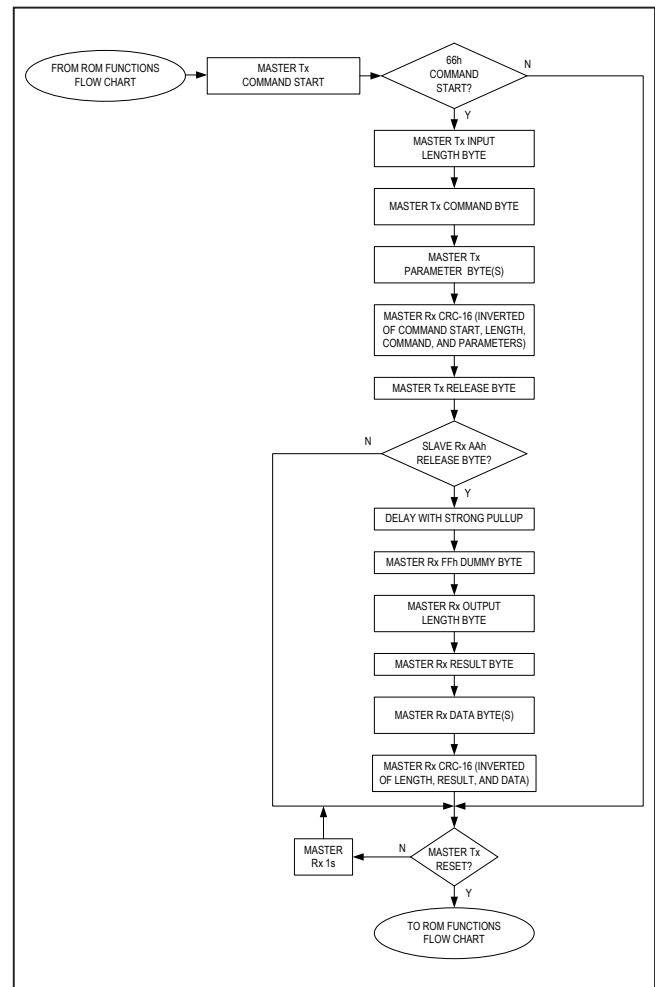 FROM ROM FUNCTIONS
FLOW CHART
MASTER Tx
COMMAND START
66h
COMMAND
START?
N
Y
MASTER Tx INPUT
LENGTH BYTE
MASTER Tx COMMAND BYTE
MASTER Tx
PARAMETER BYTE(S)
MASTER Rx CRC-16 (INVERTED
OF COMMAND START, LENGTH,
COMMAND, AND PARAMETERS)
MASTER Tx RELEASE BYTE
N
SLAVE Rx AAh
RELEASE BYTE?
Y
DELAY WITH STRONG PULLUP
MASTER Rx FFh DUMMY BYTE
MASTER Rx OUTPUT
LENGTH BYTE
MASTER Rx RESULT BYTE
MASTER Rx DATA BYTE(S)
MASTER Rx CRC-16 (INVERTED
OF LENGTH, RESULT, AND DATA)
MASTER
Rx 1s
N
MASTER Tx
RESET?
Y
TO ROM FUNCTIONS
FLOW CHART